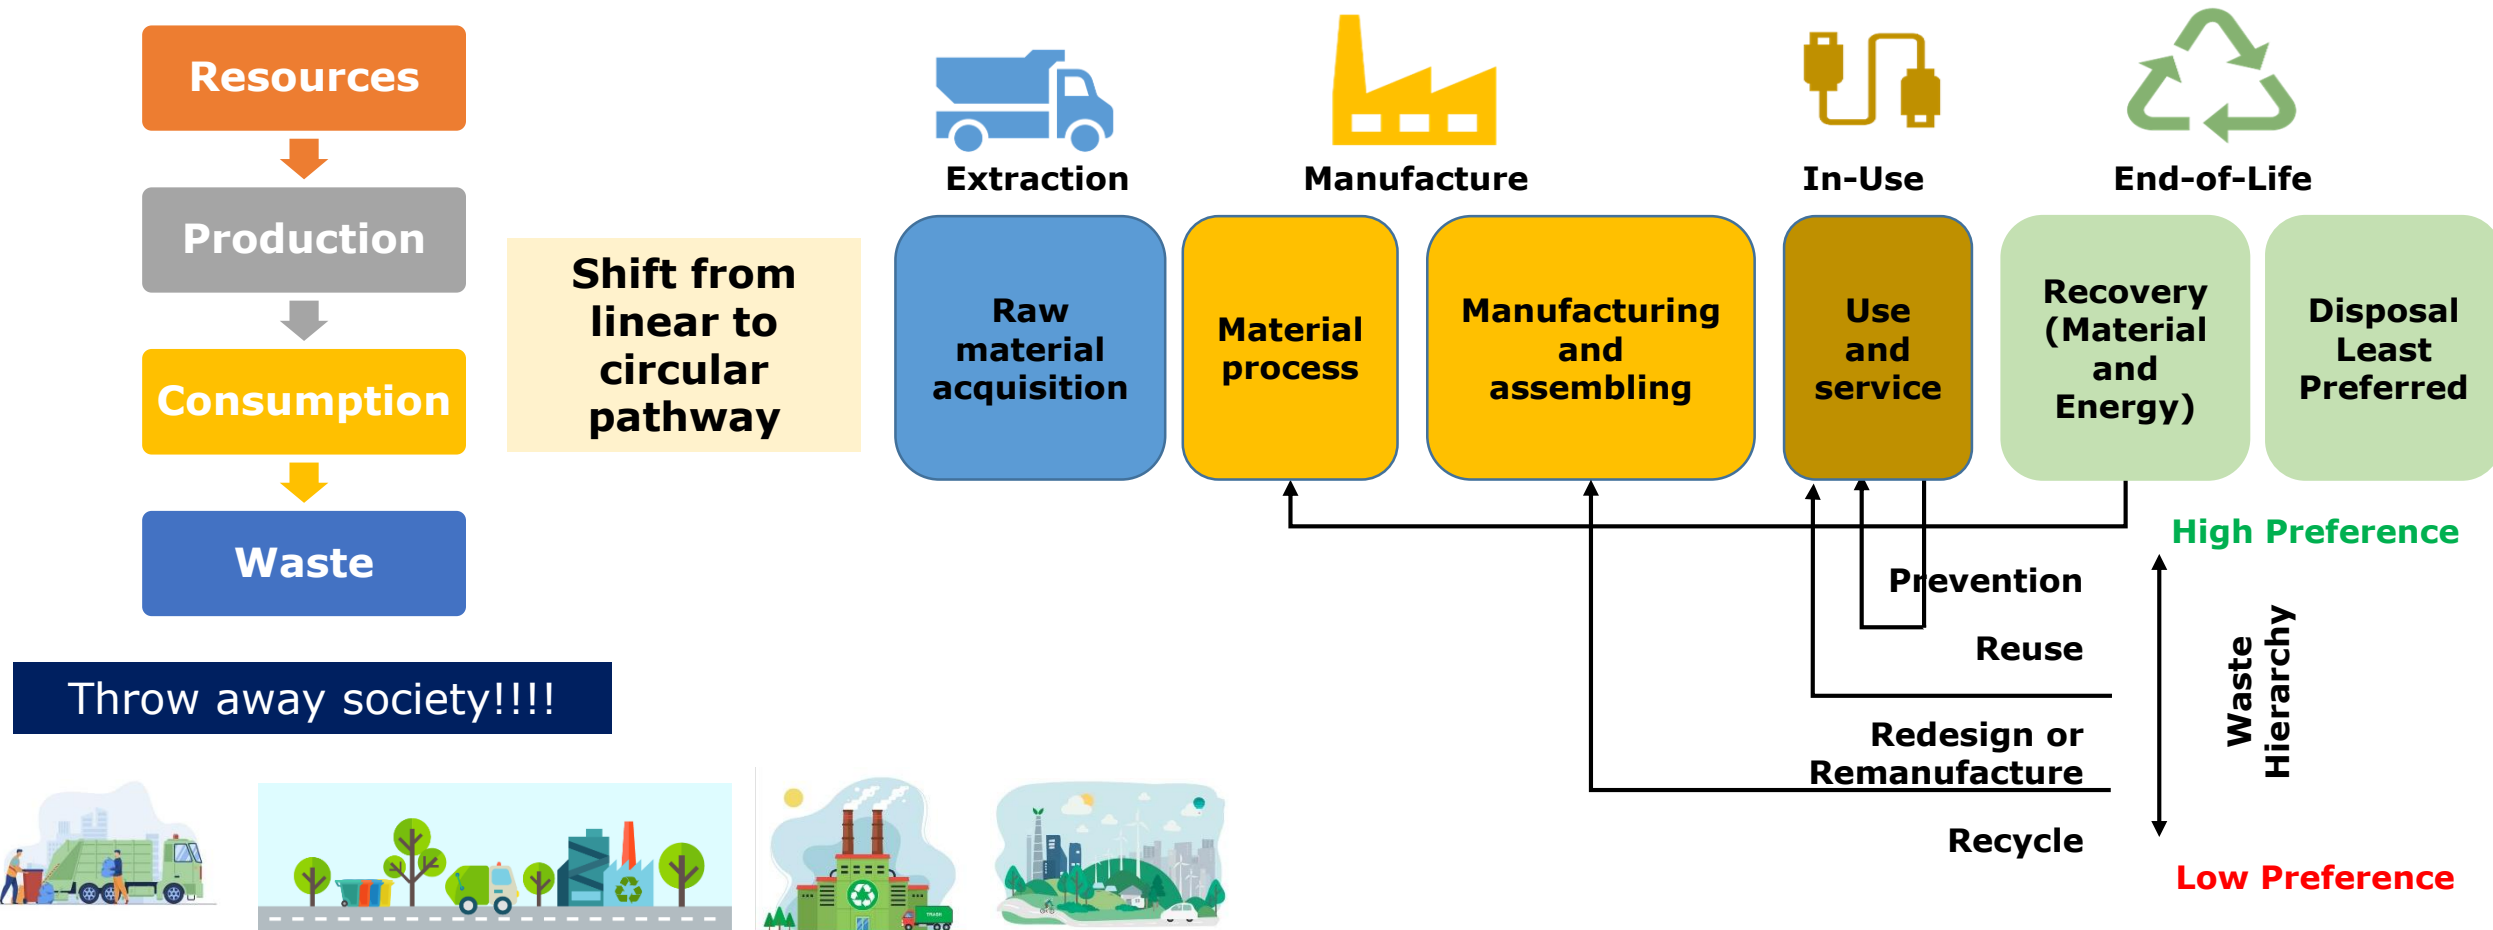 Resources
Production
Consumption
Waste
Throw away society!!!!
Shift from
linear to
circular
pathway
Extraction
Manufacture
In-Use
End-of-Life
Raw
material
acquisition
Material
process
Manufacturing
and
assembling
Use
and
service
Recovery
(Material
and
Energy)
Disposal
Least
Preferred
High Preference
Prevention
Reuse
Redesign or
Remanufacture
Recycle
Waste
Hierarchy
Low Preference
TRASH